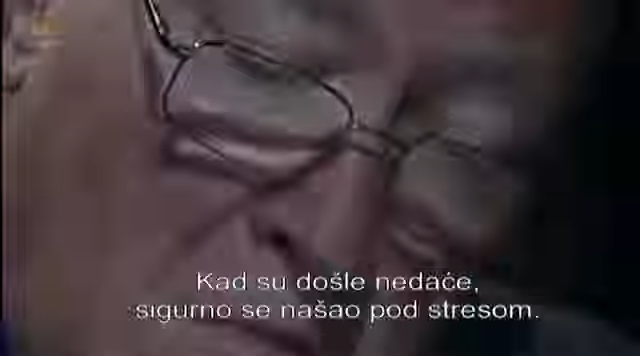 Kad su došle nedaće,
sigurno se našao pod stresom.